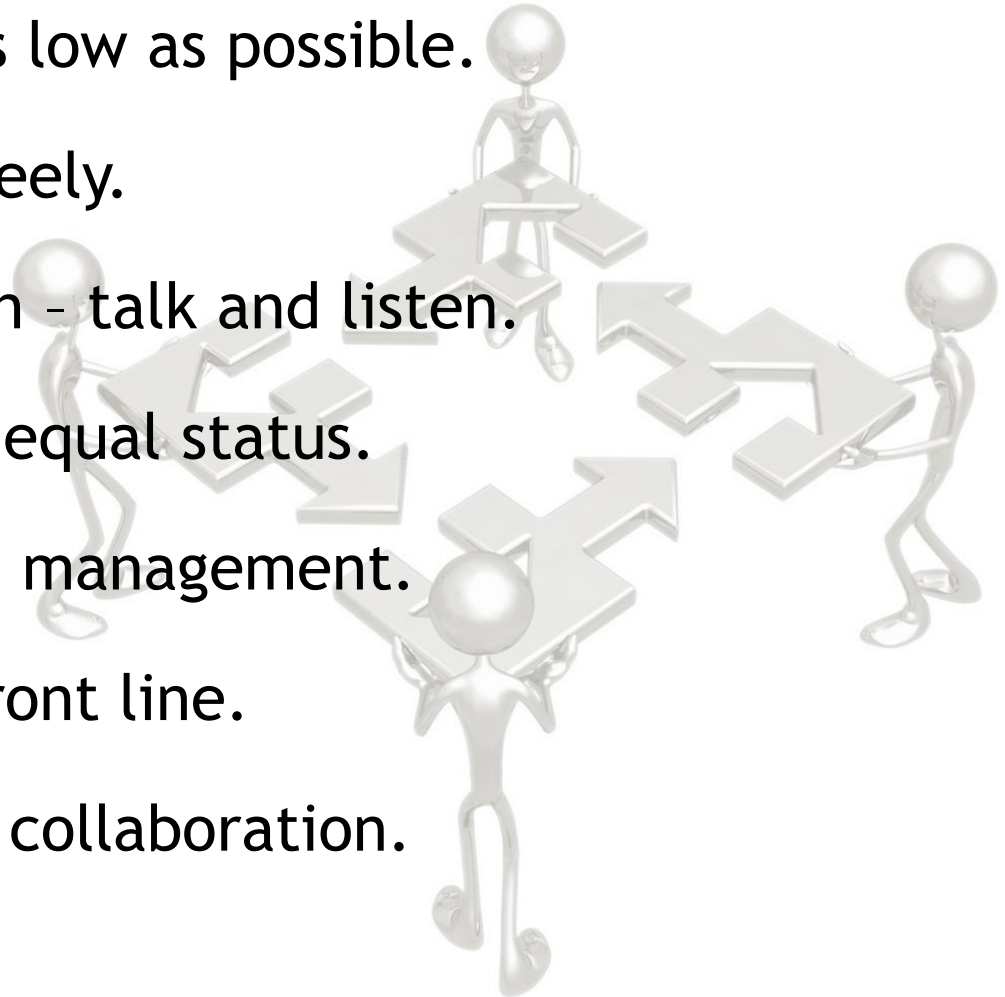 s low as possible.
eely.
n – talk and listen.
equal status.
management.
ront line.
collaboration.